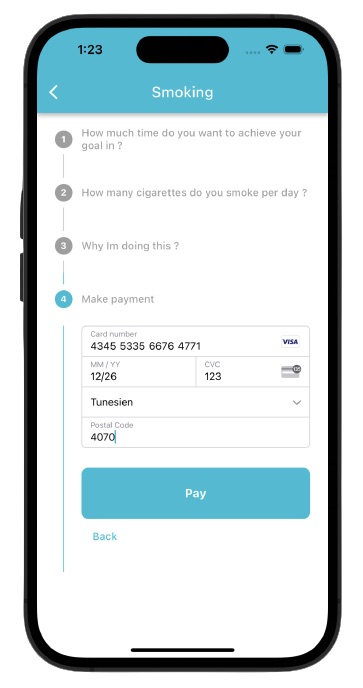 1:23
Smoking
1
How much time do you want to achieve your
goal in ?
2
How many cigarettes do you smoke per day ?
3
Why Im doing this ?
4
Make payment
Card number
4345 5335 6676 4771
VISA
MM / YY
12/26
CVC
123
Tunesien
Postal Code
4070
Pay
Back